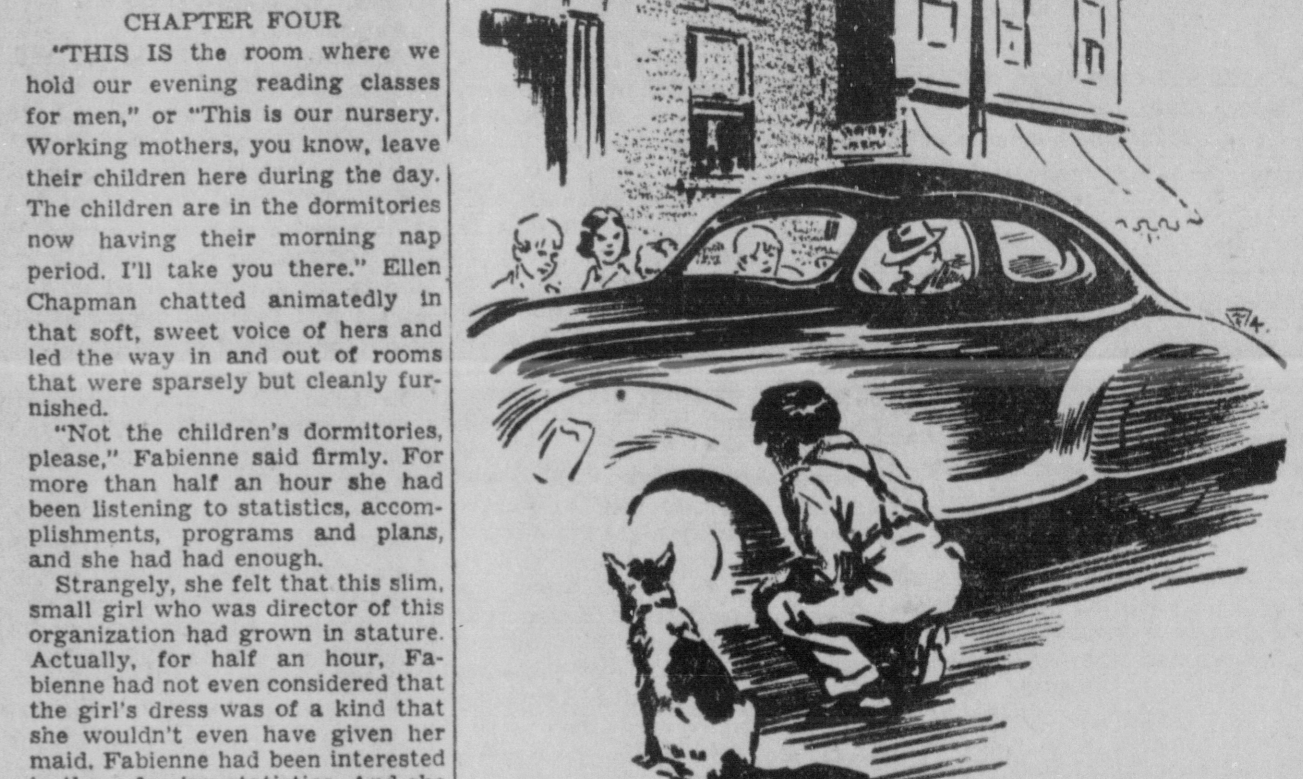 CHAPTER FOUR
"THIS IS the room where we
hold our evening reading classes
for men," or "This is our nursery.
Working mothers, you know, leave
their children here during the day.
The children are in the dormitories
now having their morning nap
period. I'll take you there." Ellen
Chapman chatted animatedly in
that soft, sweet voice of hers and
led the way in and out of rooms
that were sparsely but cleanly fur-
nished.
"Not the children's dormitories,
please," Fabienne said firmly. For
more than half an hour she had
been listening to statistics, accom-
plishments, programs and plans,
and she had had enough.
Strangely, she felt that this slim,
small girl who was director of this
organization had grown in stature.
Actually, for half an hour, Fa-
bienne had not even considered that
the girl's dress was of a kind that
she wouldn't even have given her
maid. Fabienne had been interested